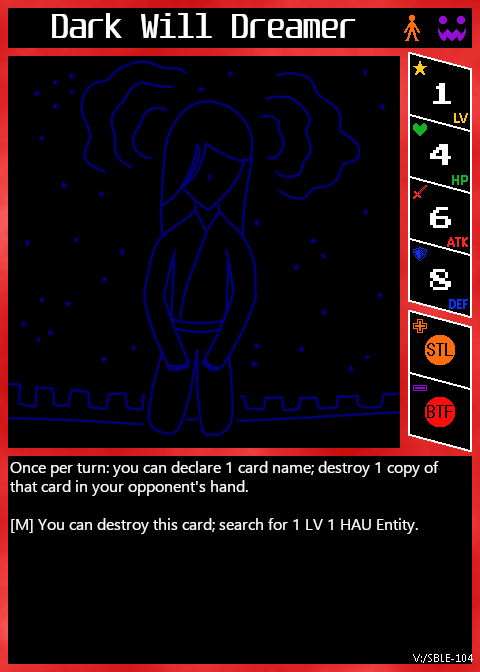 Dark Will Dreamer
1
LV
4
HP
6
ATK
8
DEF
STL
BTF
Once per turn: you can declare 1 card name; destroy 1 copy of
that card in your opponent's hand.
[M] You can destroy this card; search for 1 LV 1 HAU Entity.
V:/SBLE-104